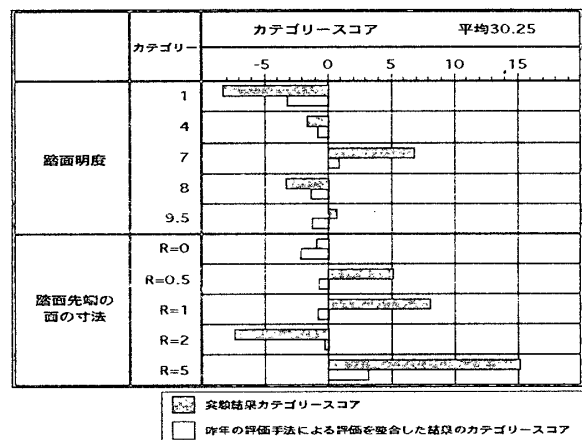 カテゴリー カテゴリースコア 平均30.25
-5 0 5 10 15
踏面明度
1
4
7
8
9.5
踏面先端の
面の寸法
R=0
R=0.5
R=1
R=2
R=5
実験結果カテゴリースコア
昨年の評価手法による評価を整合した結果のカテゴリースコア